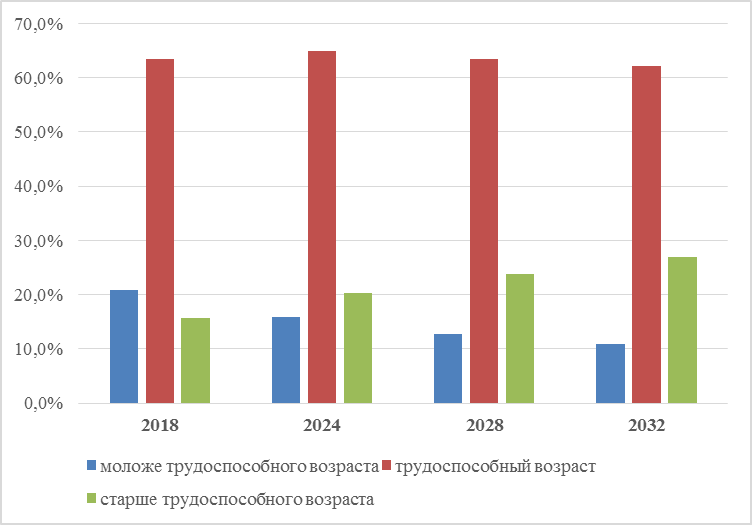 70,0%
60,0%
50,0%
40,0%
30,0%
20,0%
10,0%
0,0%
2018 2024 2028 2032
моложе трудоспособного возраста трудоспособный возраст
старше трудоспособного возраста